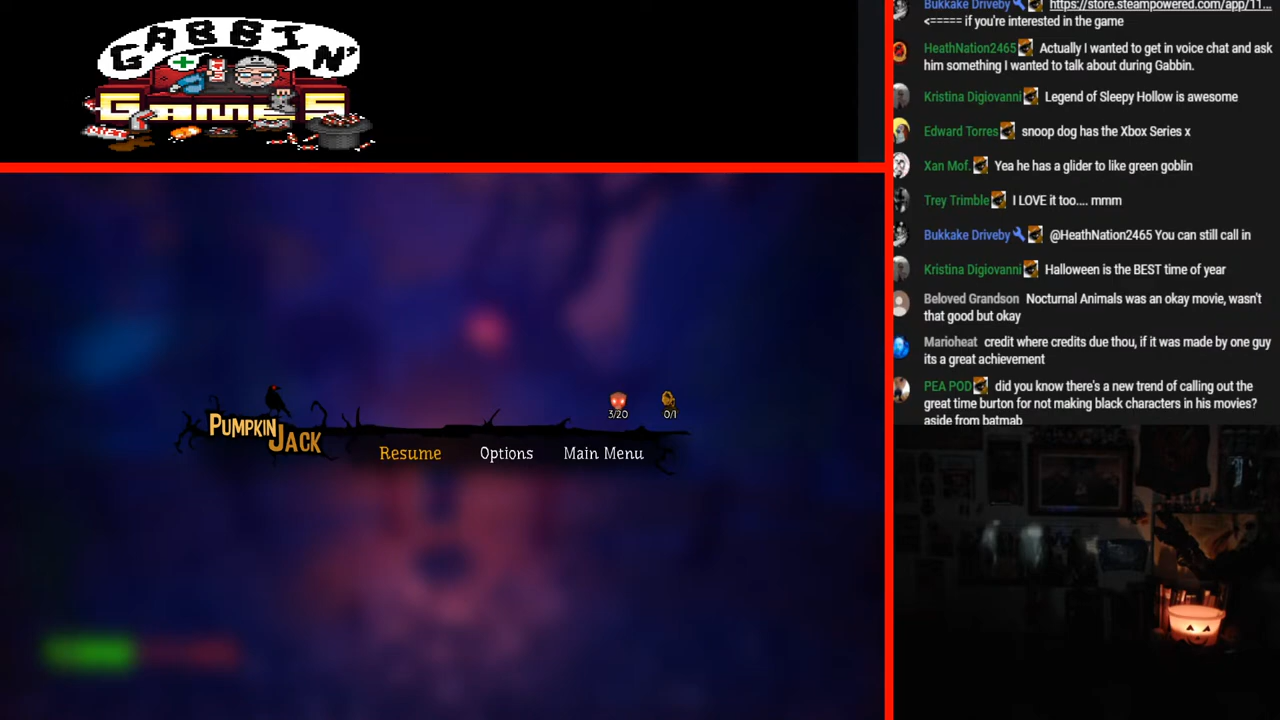 GABBIN'
GAMES
Bukkake Driveby https://store.steampowered.com/app/11...
<===== if you're interested in the game
HeathNation2465 Actually I wanted to get in voice chat and ask
him something I wanted to talk about during Gabbin.
Kristina Digiovanni Legend of Sleepy Hollow is awesome
Edward Torres snoop dog has the Xbox Series x
Xan Mof. Yea he has a glider to like green goblin
Trey Trimble I LOVE it too.... mmm
Bukkake Driveby @HeathNation2465 You can still call in
Kristina Digiovanni Halloween is the BEST time of year
Beloved Grandson Nocturnal Animals was an okay movie, wasn't
that good but okay
Marioheat credit where credits due thou, if it was made by one guy
its a great achievement
PEA POD did you know there's a new trend of calling out the
great time burton for not making black characters in his movies?
aside from batmab
3/20 0/1
PUMPKIN
JACK
Resume Options Main Menu